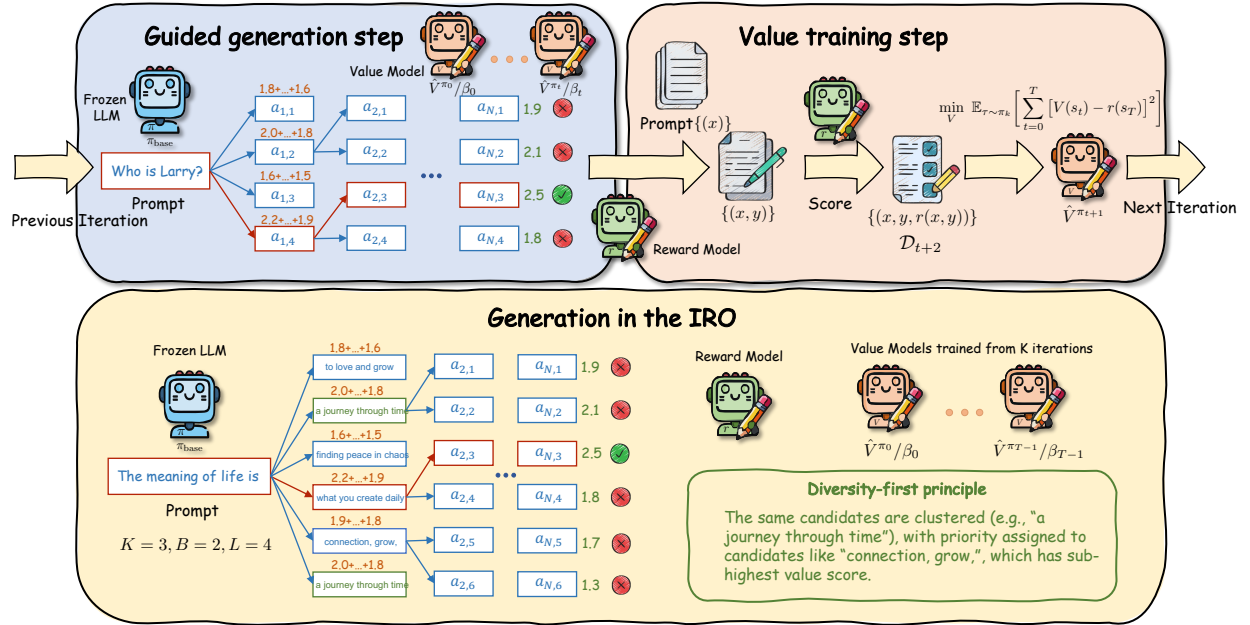 Guided generation step
Value Model
V̂^{π_0}/β_0
V̂^{π_t}/β_t
Frozen
LLM
π
π_base
Who is Larry?
Prompt
Previous Iteration
1.8+...+1.6
a_{1,1}
a_{2,1}
a_{N,1}
1.9
2.0+...+1.8
a_{1,2}
a_{2,2}
a_{N,2}
2.1
1.6+...+1.5
a_{1,3}
a_{2,3}
a_{N,3}
2.5
2.2+...+1.9
a_{1,4}
a_{2,4}
a_{N,4}
1.8
r
Reward Model
Value training step
Prompt{(x)}
{(x, y)}
r
Score
{(x, y, r(x, y))}
D_{t+2}
min_V E_{τ∼π_k}[∑_{t=0}^{T} [V(s_t) − r(s_T)]^2]
V
V̂^{π_{t+1}}
Next Iteration
Generation in the IRO
Frozen LLM
π
π_base
The meaning of life is
Prompt
K = 3, B = 2, L = 4
1.8+...+1.6
to love and grow
a_{2,1}
a_{N,1}
1.9
2.0+...+1.8
a journey through time
a_{2,2}
a_{N,2}
2.1
1.6+...+1.5
finding peace in chaos
a_{2,3}
a_{N,3}
2.5
2.2+...+1.9
what you create daily
a_{2,4}
a_{N,4}
1.8
1.9+...+1.8
connection, grow,
a_{2,5}
a_{N,5}
1.7
2.0+...+1.8
a journey through time
a_{2,6}
a_{N,6}
1.3
Reward Model
r
Value Models trained from K iterations
V
V
V̂^{π_0}/β_0
V̂^{π_{T−1}}/β_{T−1}
Diversity-first principle
The same candidates are clustered (e.g., “a
journey through time”), with priority assigned to
candidates like “connection, grow,”, which has sub-
highest value score.